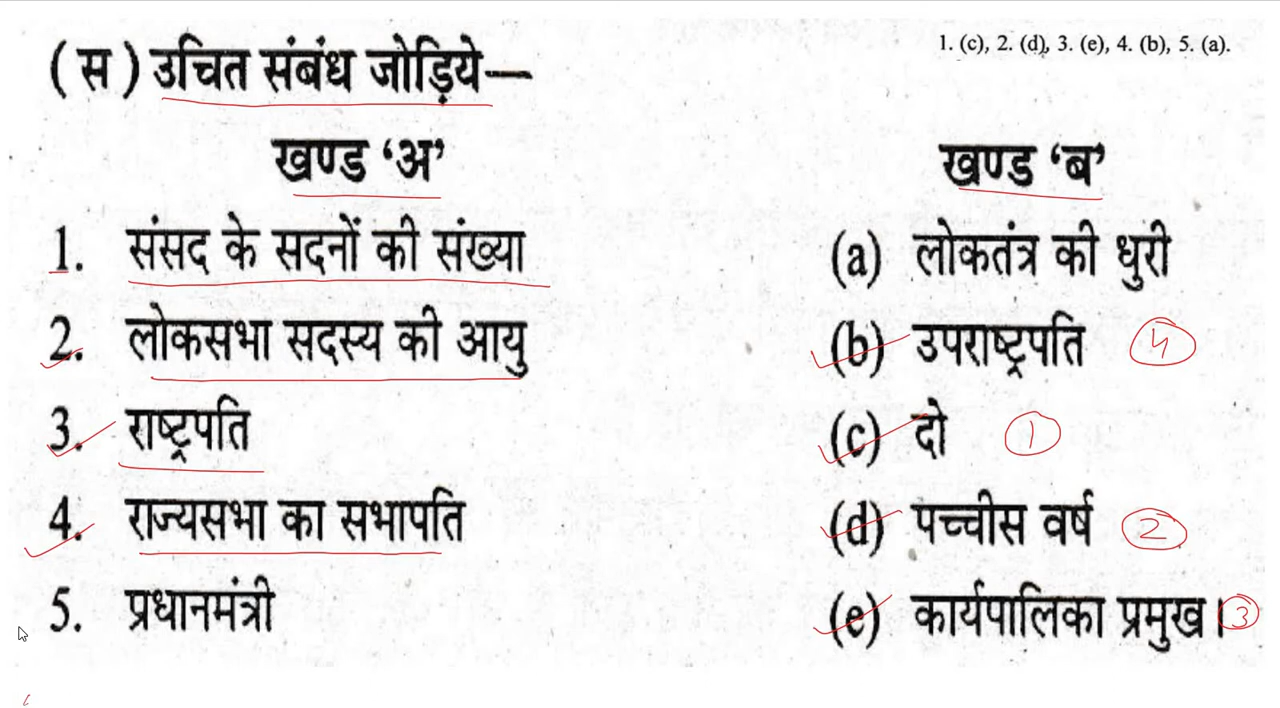 (स) उचित संबंध जोड़िये—
1. (c), 2. (d), 3. (e), 4. (b), 5. (a).
खण्ड ‘अ’ खण्ड ‘ब’
1. संसद के सदनों की संख्या (a) लोकतंत्र की धुरी
2. लोकसभा सदस्य की आयु (b) उपराष्ट्रपति 4
3. राष्ट्रपति (c) दो 1
4. राज्यसभा का सभापति (d) पच्चीस वर्ष 2
5. प्रधानमंत्री (e) कार्यपालिका प्रमुख। 3